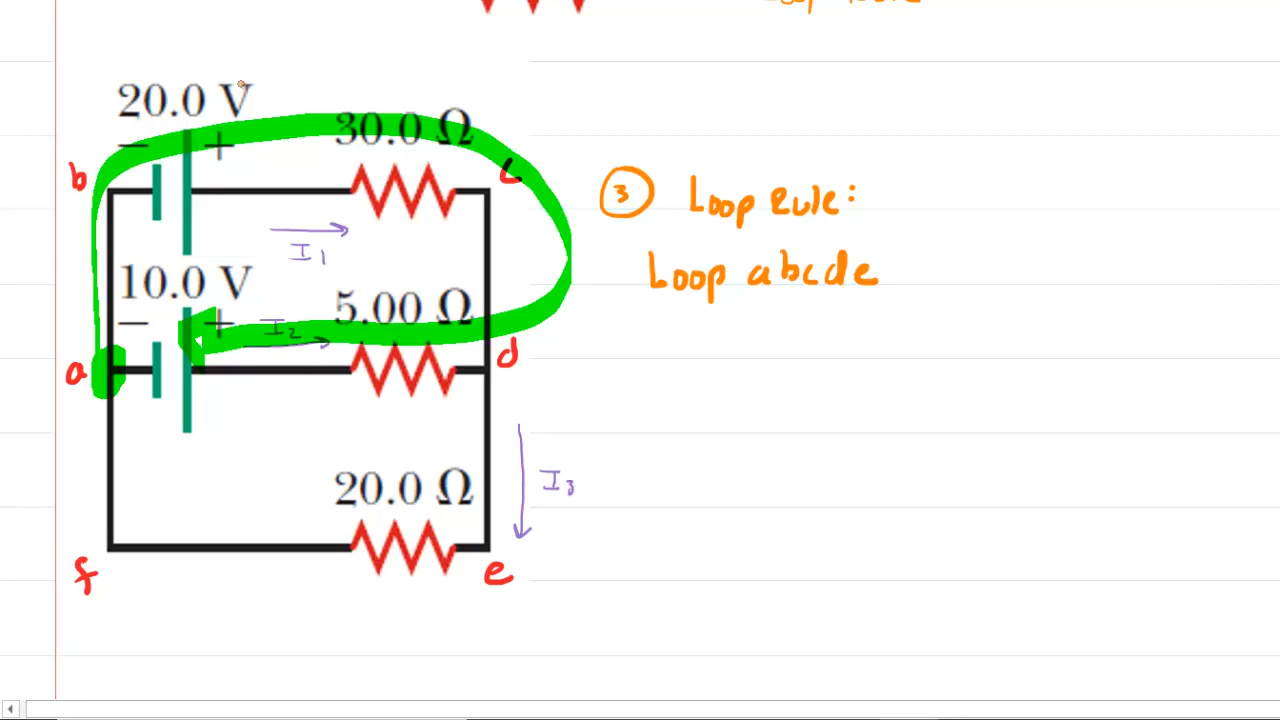 20.0 V
30.0 Ω
− +
b
c
I₁
③ Loop Rule:
Loop abcde
10.0 V
5.00 Ω
− +
I₂
a
d
20.0 Ω
I₃
f
e